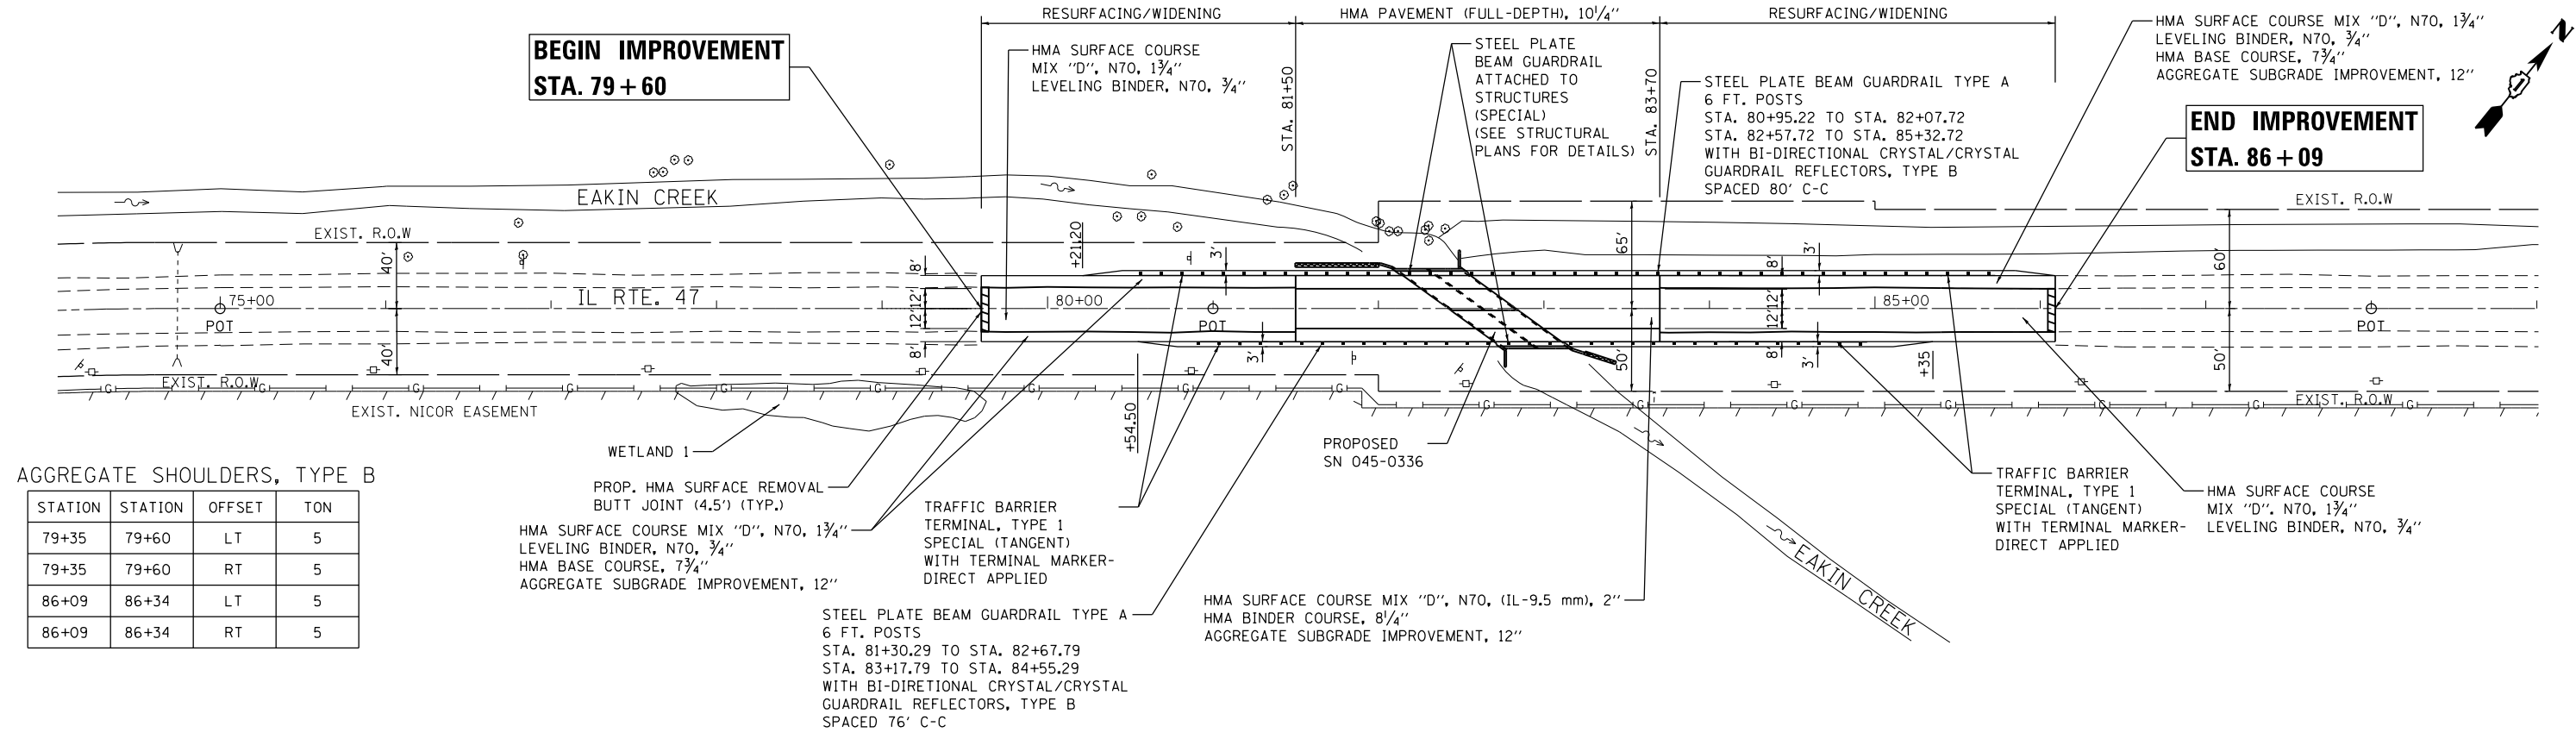 RESURFACING/WIDENING
HMA PAVEMENT (FULL-DEPTH), 10¼"
RESURFACING/WIDENING
BEGIN IMPROVEMENT
STA. 79+60
HMA SURFACE COURSE
MIX "D", N70, 1¾"
LEVELING BINDER, N70, ¾"
STA. 81+50
STEEL PLATE
BEAM GUARDRAIL
ATTACHED TO
STRUCTURES
(SPECIAL)
(SEE STRUCTURAL
PLANS FOR DETAILS)
STA. 83+70
STEEL PLATE BEAM GUARDRAIL TYPE A
6 FT. POSTS
STA. 80+95.22 TO STA. 82+07.72
STA. 82+57.72 TO STA. 85+32.72
WITH BI-DIRECTIONAL CRYSTAL/CRYSTAL
GUARDRAIL REFLECTORS, TYPE B
SPACED 80' C-C
HMA SURFACE COURSE MIX "D", N70, 1¾"
LEVELING BINDER, N70, ¾"
HMA BASE COURSE, 7¾"
AGGREGATE SUBGRADE IMPROVEMENT, 12"
N
END IMPROVEMENT
STA. 86+09
EAKIN CREEK
EXIST. R.O.W
EXIST. R.O.W
40'
40'
8'
12'
12'
8'
+21.20
3'
3'
65'
50'
8'
12'
12'
8'
3'
3'
60'
50'
75+00
POT
IL RTE. 47
80+00
POT
85+00
POT
+35
+54.50
EXIST. R.O.W
G G G G G G G G G
EXIST. NICOR EASEMENT
G G G G G G G
EXIST. R.O.W
WETLAND 1
PROP. HMA SURFACE REMOVAL
BUTT JOINT (4.5') (TYP.)
HMA SURFACE COURSE MIX "D", N70, 1¾"
LEVELING BINDER, N70, ¾"
HMA BASE COURSE, 7¾"
AGGREGATE SUBGRADE IMPROVEMENT, 12"
TRAFFIC BARRIER
TERMINAL, TYPE 1
SPECIAL (TANGENT)
WITH TERMINAL MARKER-
DIRECT APPLIED
STEEL PLATE BEAM GUARDRAIL TYPE A
6 FT. POSTS
STA. 81+30.29 TO STA. 82+67.79
STA. 83+17.79 TO STA. 84+55.29
WITH BI-DIRETIONAL CRYSTAL/CRYSTAL
GUARDRAIL REFLECTORS, TYPE B
SPACED 76' C-C
PROPOSED
SN 045-0336
HMA SURFACE COURSE MIX "D", N70, (IL-9.5 mm), 2"
HMA BINDER COURSE, 8¼"
AGGREGATE SUBGRADE IMPROVEMENT, 12"
EAKIN CREEK
TRAFFIC BARRIER
TERMINAL, TYPE 1
SPECIAL (TANGENT)
WITH TERMINAL MARKER-
DIRECT APPLIED
HMA SURFACE COURSE
MIX "D". N70, 1¾"
LEVELING BINDER, N70, ¾"
AGGREGATE SHOULDERS, TYPE B
STATION STATION OFFSET TON
79+35 79+60 LT 5
79+35 79+60 RT 5
86+09 86+34 LT 5
86+09 86+34 RT 5